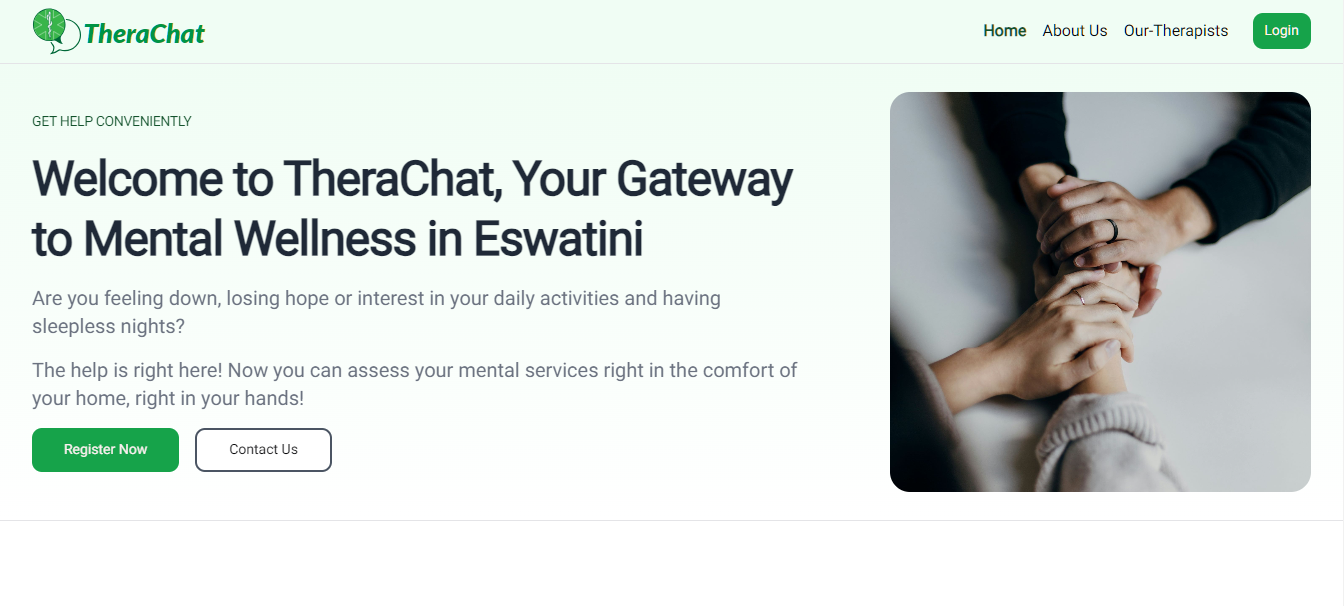 TheraChat
Home About Us Our-Therapists Login
GET HELP CONVENIENTLY
Welcome to TheraChat, Your Gateway
to Mental Wellness in Eswatini
Are you feeling down, losing hope or interest in your daily activities and having
sleepless nights?
The help is right here! Now you can assess your mental services right in the comfort of
your home, right in your hands!
Register Now Contact Us